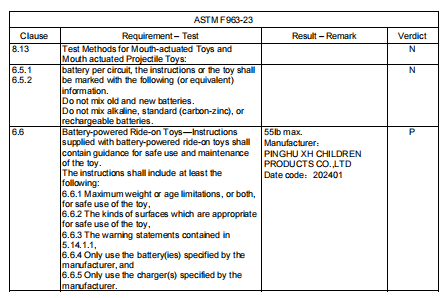 ASTM F963-23
Clause Requirement – Test Result – Remark Verdict
8.13 Test Methods for Mouth-actuated Toys and N
Mouth actuated Projectile Toys:
6.5.1 battery per circuit, the instructions or the toy shall N
6.5.2 be marked with the following (or equivalent)
information.
Do not mix old and new batteries.
Do not mix alkaline, standard (carbon-zinc), or
rechargeable batteries.
6.6 Battery-powered Ride-on Toys—Instructions 55lb max. P
supplied with battery-powered ride-on toys shall Manufacturer:
contain guidance for safe use and maintenance PINGHU XH CHILDREN
of the toy. PRODUCTS CO.,LTD
The instructions shall include at least the Date code: 202401
following:
6.6.1 Maximum weight or age limitations, or both,
for safe use of the toy,
6.6.2 The kinds of surfaces which are appropriate
for safe use of the toy,
6.6.3 The warning statements contained in
5.14.1.1,
6.6.4 Only use the battery(ies) specified by the
manufacturer, and
6.6.5 Only use the charger(s) specified by the
manufacturer.